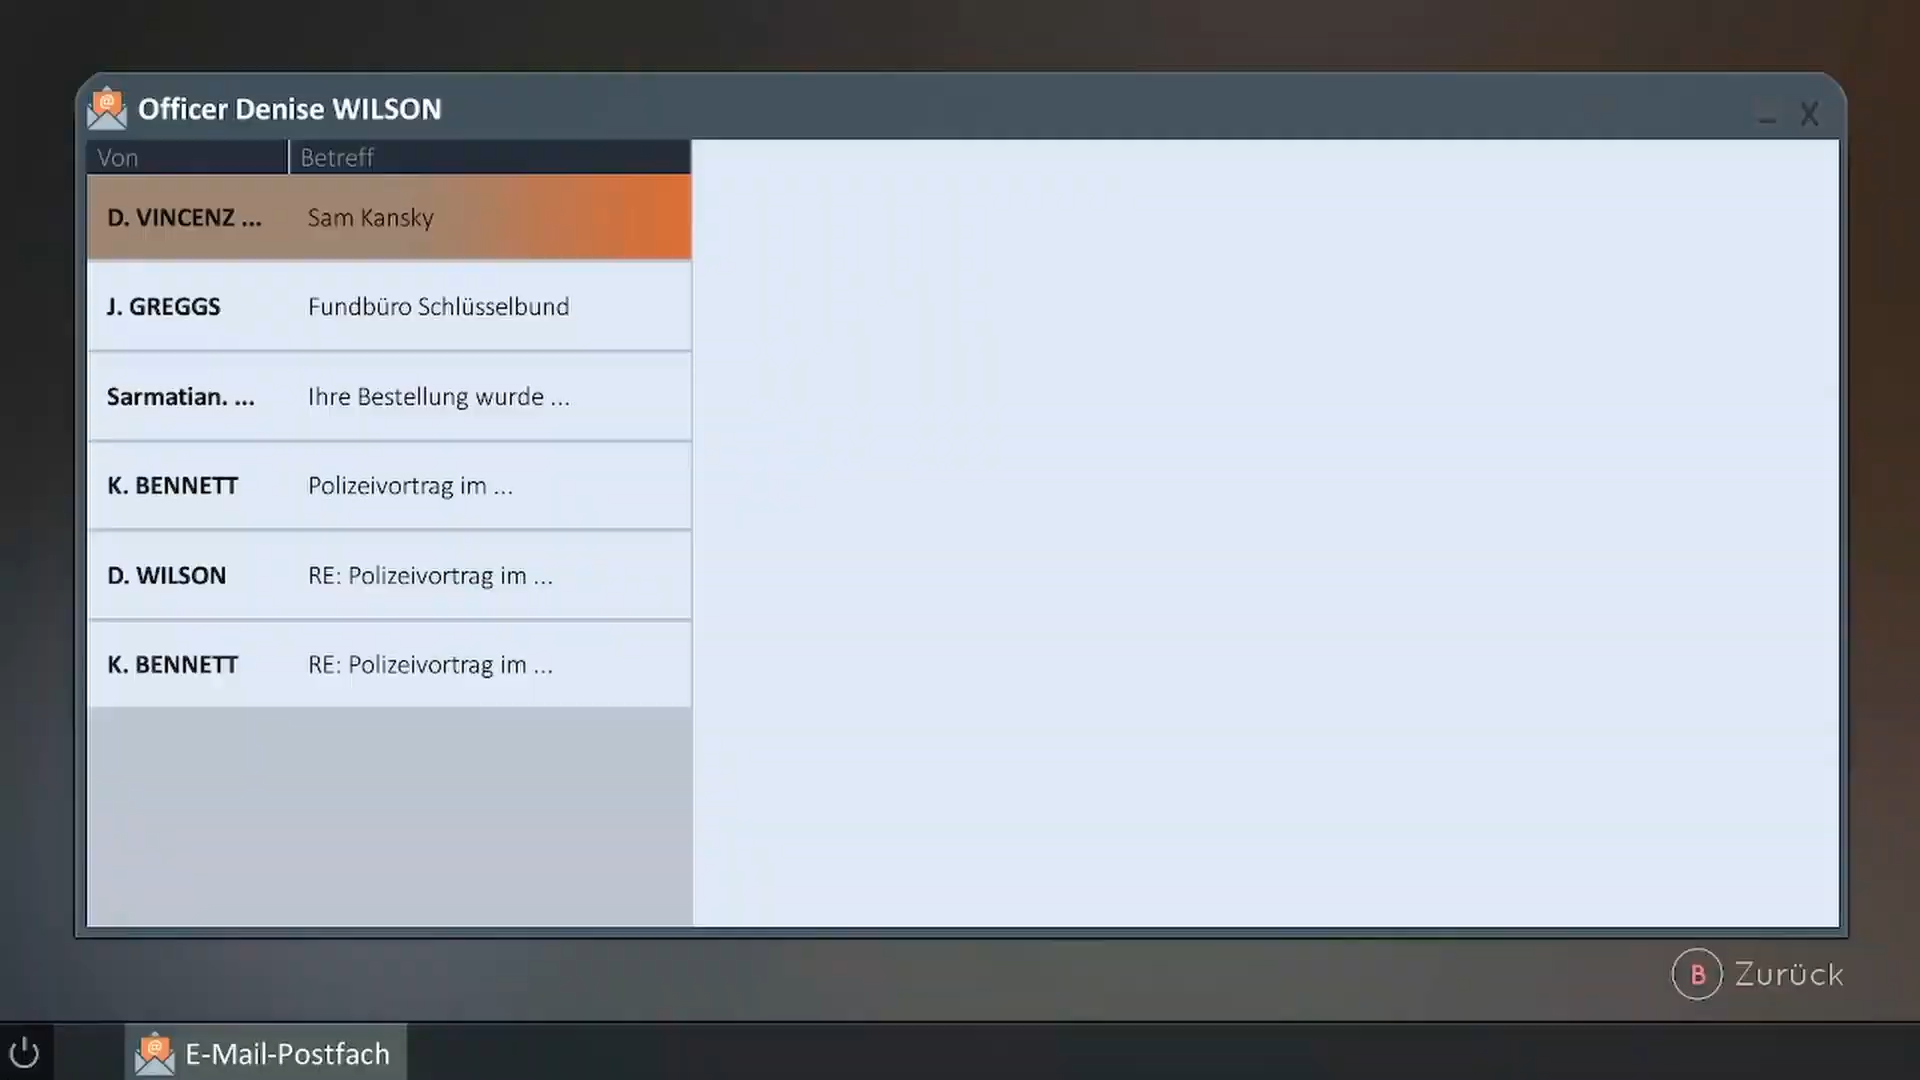 Officer Denise WILSON
Von Betreff
D. VINCENZ ... Sam Kansky
J. GREGGS Fundbüro Schlüsselbund
Sarmatian. ... Ihre Bestellung wurde ...
K. BENNETT Polizeivortrag im ...
D. WILSON RE: Polizeivortrag im ...
K. BENNETT RE: Polizeivortrag im ...
B Zurück
E-Mail-Postfach